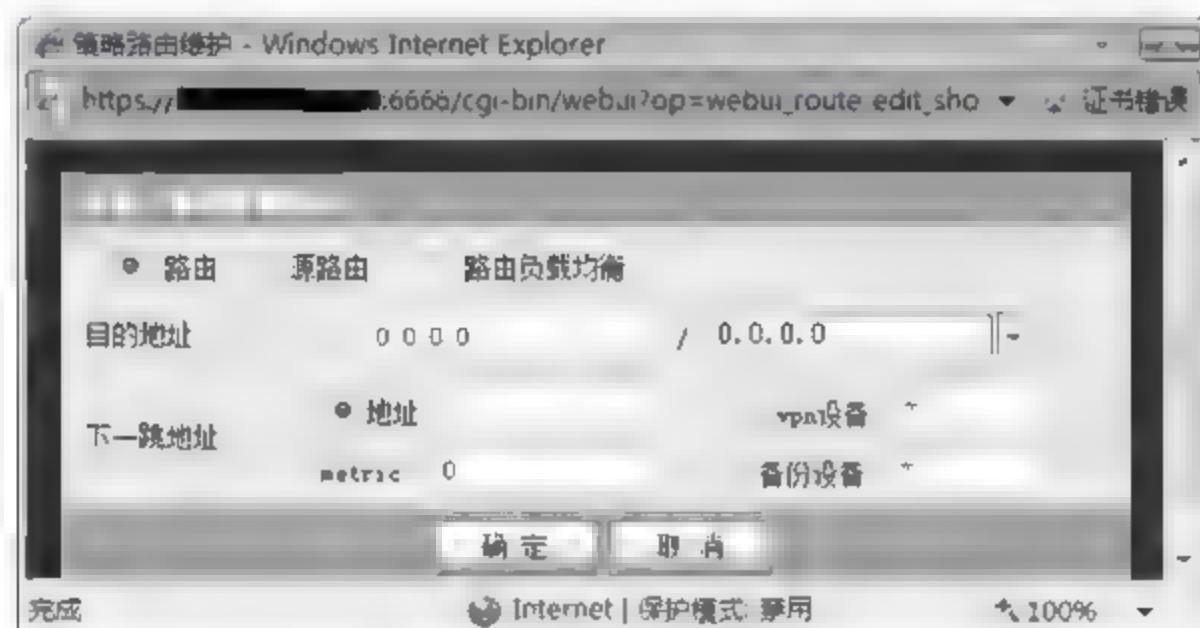 策略路由维护 - Windows Internet Explorer
https://
:6666/cgi-bin/webui?op=webui_route_edit_sho 证书错误
路由 源路由 路由负载均衡
目的地址 0 0 0 0 / 0.0.0.0
下一跳地址 地址 vpn设备
metric 0 备份设备
确 定 取 消
完成 Internet | 保护模式: 禁用 100%